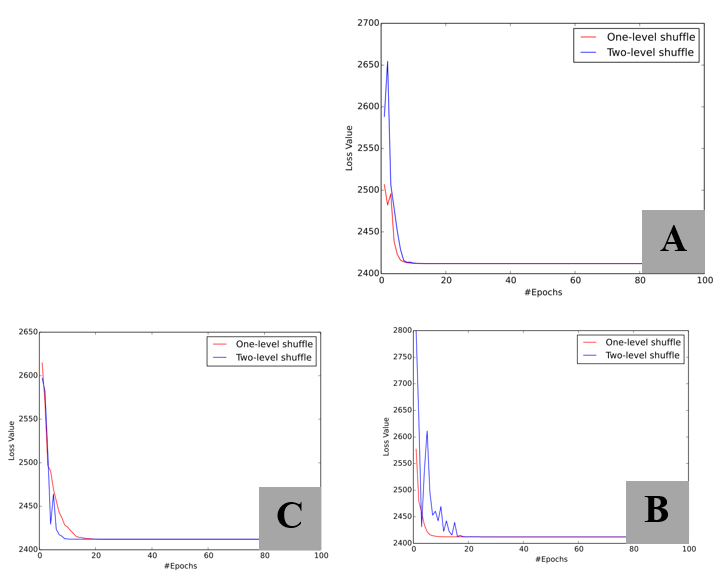 2700
2650
2600
2550
2500
2450
2400
Loss Value
One-level shuffle
Two-level shuffle
A
0 20 40 60 80 100
#Epochs
2650
2600
2550
2500
2450
2400
Loss Value
One-level shuffle
Two-level shuffle
C
0 20 40 60 80 100
#Epochs
2800
2750
2700
2650
2600
2550
2500
2450
2400
Loss Value
One-level shuffle
Two-level shuffle
B
0 20 40 60 80 100
#Epochs